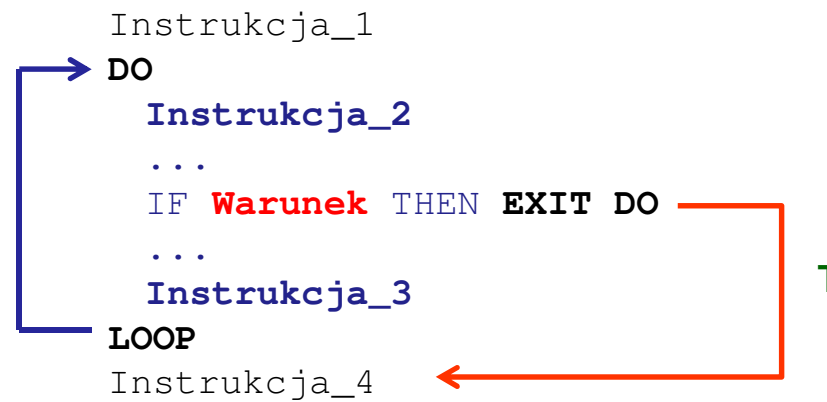 Instrukcja_1
DO
Instrukcja_2
...
IF Warunek THEN EXIT DO
...
Instrukcja_3
LOOP
Instrukcja_4